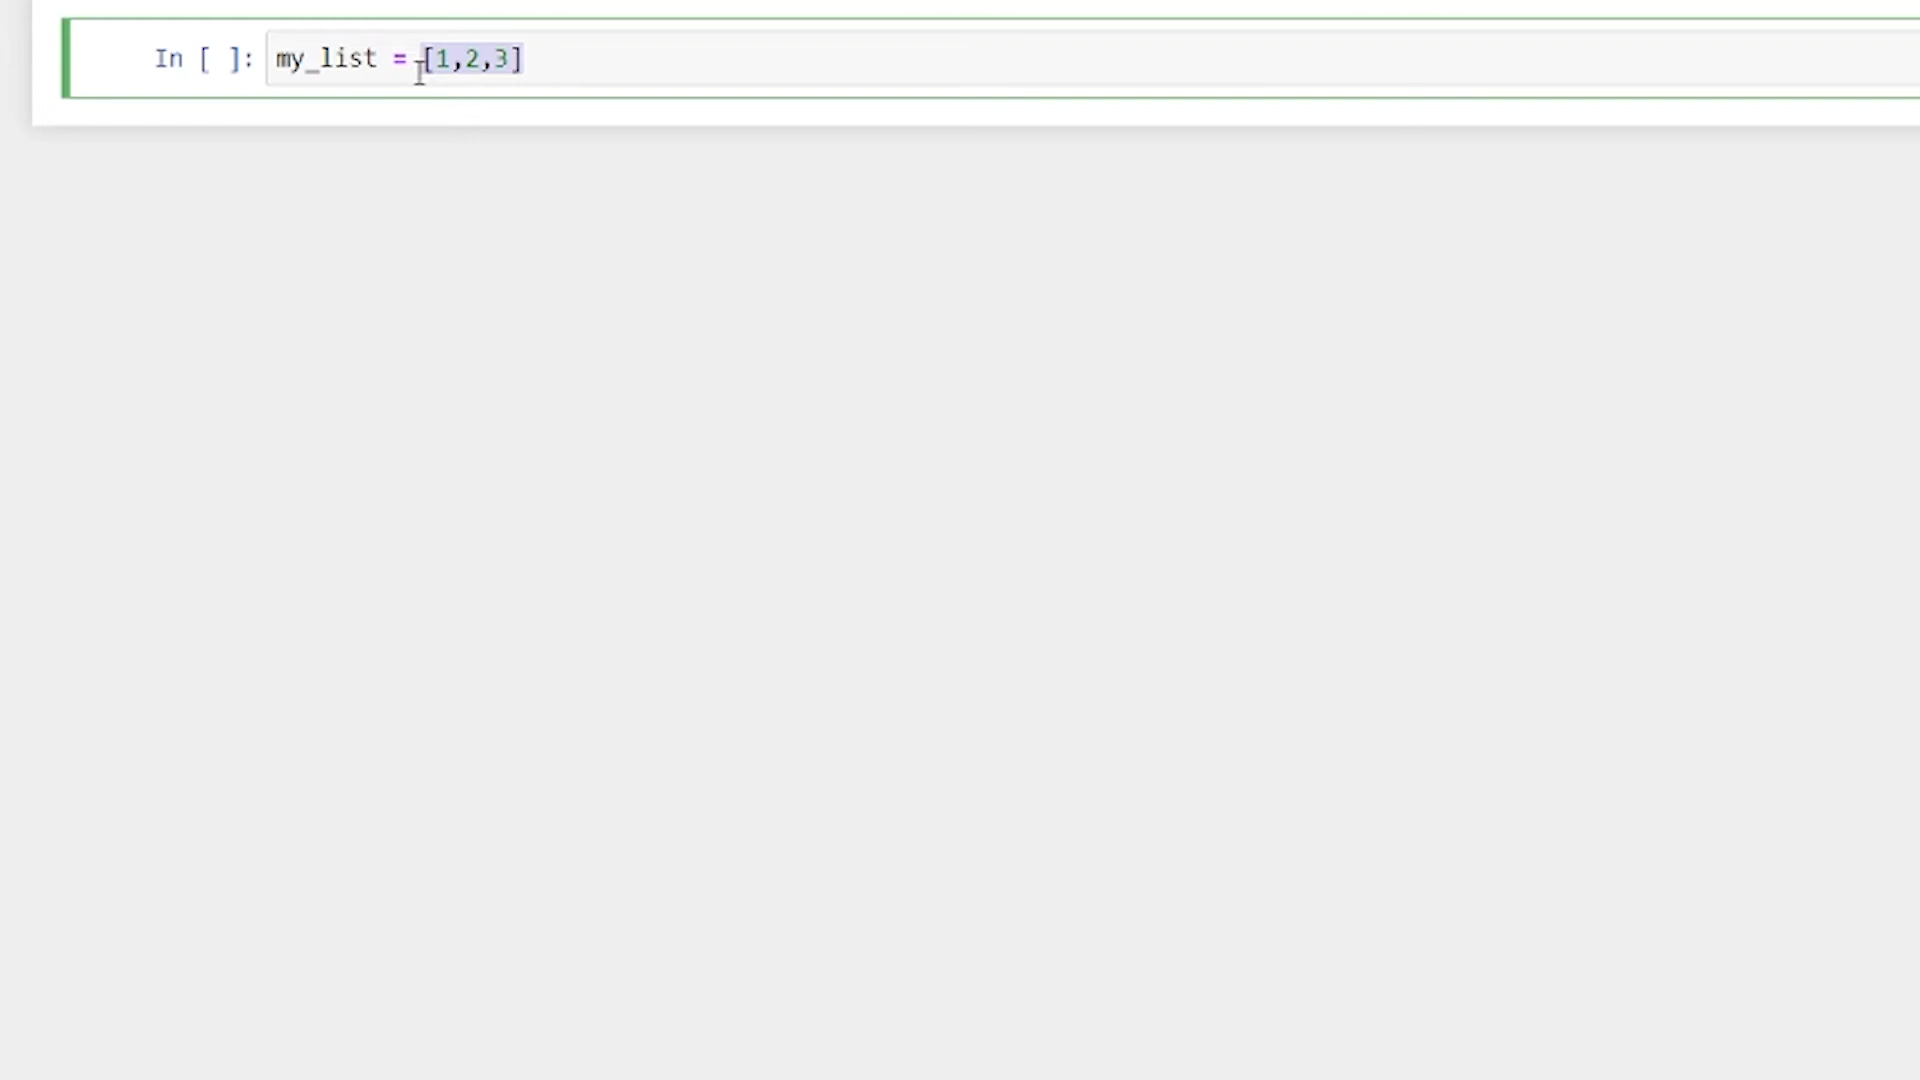 In [ ]: my_list = [1,2,3]